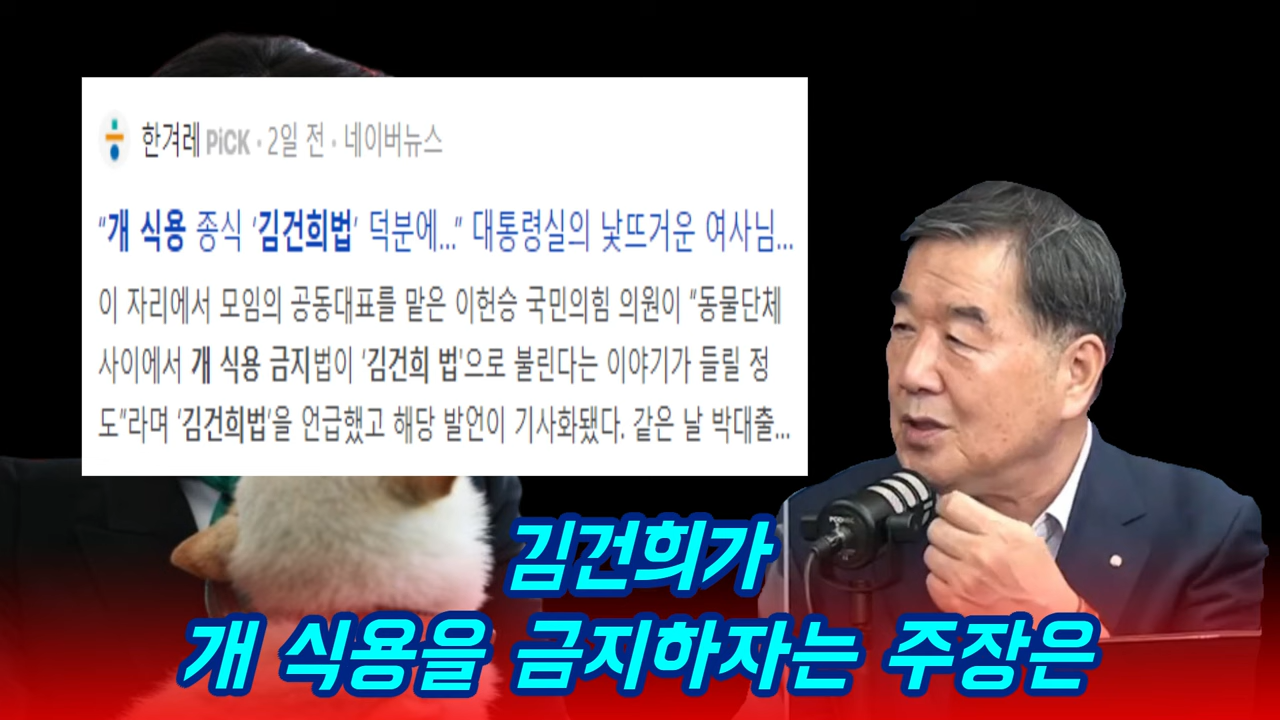 한겨레 PiCK · 2일 전 · 네이버뉴스
“개 식용 종식 ‘김건희법’ 덕분에...” 대통령실의 낯뜨거운 여사님...
이 자리에서 모임의 공동대표를 맡은 이헌승 국민의힘 의원이 “동물단체
사이에서 개 식용 금지법이 ‘김건희 법'으로 불린다는 이야기가 들릴 정
도”라며 ‘김건희법’을 언급했고 해당 발언이 기사화됐다. 같은 날 박대출...
김건희가
개 식용을 금지하자는 주장은